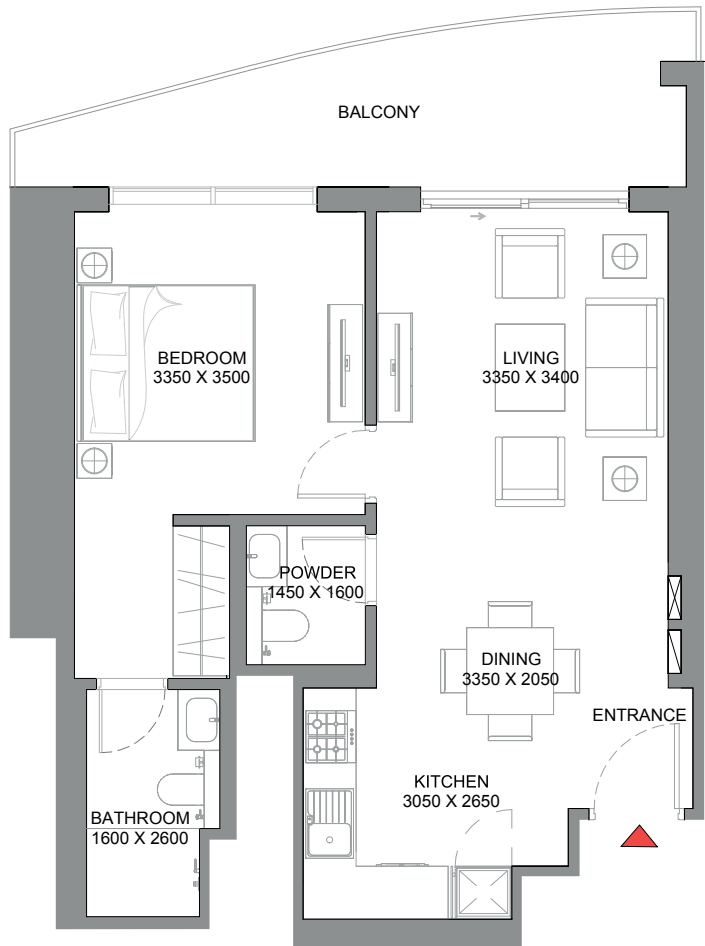 BALCONY
BEDROOM
3350 X 3500
LIVING
3350 X 3400
POWDER
1450 X 1600
DINING
3350 X 2050
ENTRANCE
KITCHEN
3050 X 2650
BATHROOM
1600 X 2600